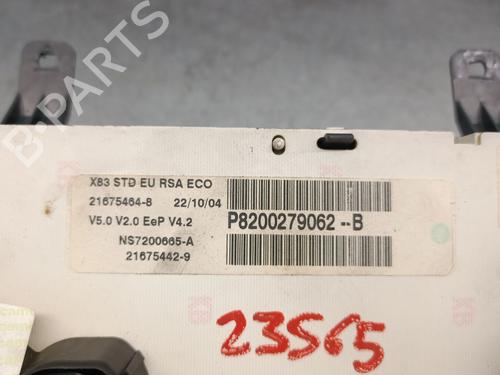 B-PARTS
X83 STD EU RSA ECO
21675464-8 22/10/04
V5.0 V2.0 EeP V4.2
P8200279062--B
NS7200665-A
21675442-9
23565